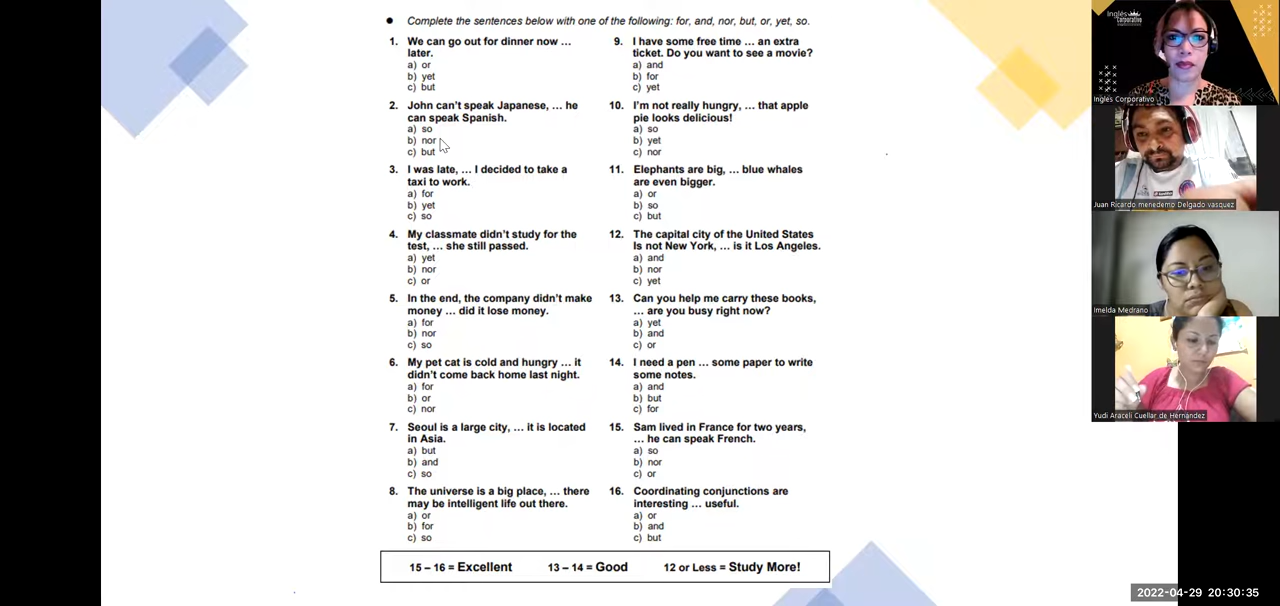 Complete the sentences below with one of the following: for, and, nor, but, or, yet, so.
1. We can go out for dinner now …
later.
a) or
b) yet
c) but
2. John can't speak Japanese, … he
can speak Spanish.
a) so
b) nor
c) but
3. I was late, … I decided to take a
taxi to work.
a) for
b) yet
c) so
4. My classmate didn't study for the
test, … she still passed.
a) yet
b) nor
c) or
5. In the end, the company didn't make
money … did it lose money.
a) for
b) nor
c) so
6. My pet cat is cold and hungry … it
didn't come back home last night.
a) for
b) or
c) nor
7. Seoul is a large city, … it is located
in Asia.
a) but
b) and
c) so
8. The universe is a big place, … there
may be intelligent life out there.
a) or
b) for
c) so
9. I have some free time … an extra
ticket. Do you want to see a movie?
a) and
b) for
c) yet
10. I'm not really hungry, … that apple
pie looks delicious!
a) so
b) yet
c) nor
11. Elephants are big, … blue whales
are even bigger.
a) or
b) so
c) but
12. The capital city of the United States
Is not New York, … is it Los Angeles.
a) and
b) nor
c) yet
13. Can you help me carry these books,
… are you busy right now?
a) yet
b) and
c) or
14. I need a pen … some paper to write
some notes.
a) and
b) but
c) for
15. Sam lived in France for two years,
… he can speak French.
a) so
b) nor
c) or
16. Coordinating conjunctions are
interesting … useful.
a) or
b) and
c) but
15 – 16 = Excellent 13 – 14 = Good 12 or Less = Study More!
Inglés
Corporativo
Inglés Corporativo
Juan Ricardo menedemp Delgado vasquez
Imelda Medrano
Yudi Araceli Cuellar de Hernandez
2022-04-29 20:30:35